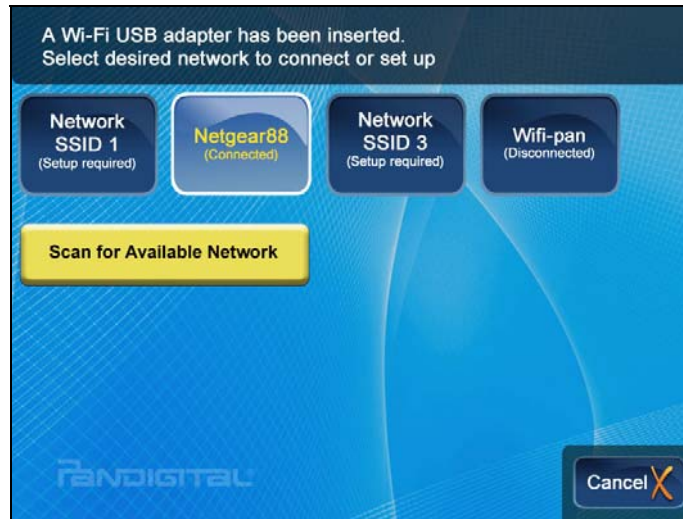 A Wi-Fi USB adapter has been inserted.
Select desired network to connect or set up
Network
SSID 1
(Setup required)
Netgear88
(Connected)
Network
SSID 3
(Setup required)
Wifi-pan
(Disconnected)
Scan for Available Network
PANDIGITAL
Cancel